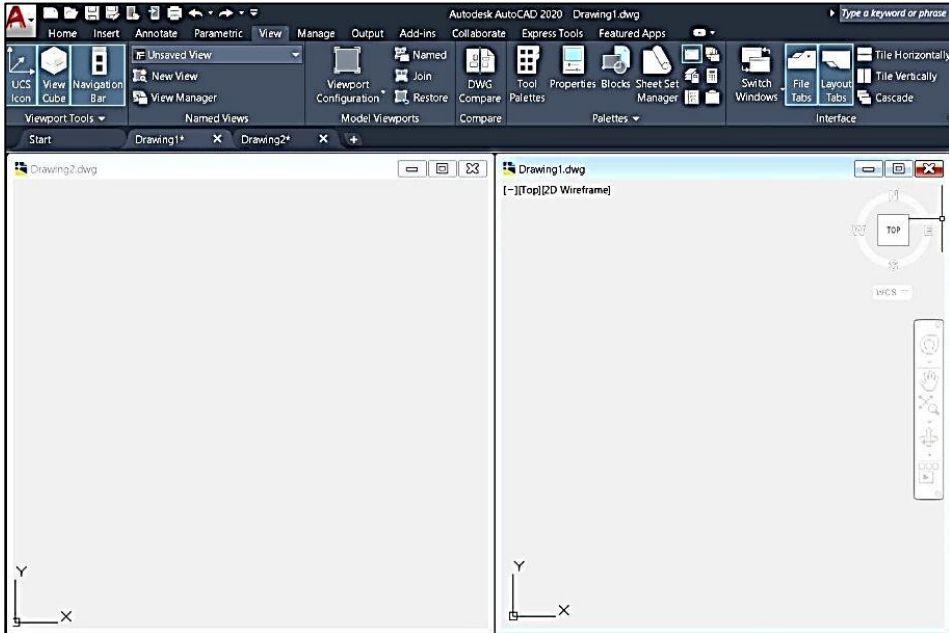 Autodesk AutoCAD 2020 Drawing1.dwg
Type a keyword or phrase
Home Insert Annotate Parametric View Manage Output Add-ins Collaborate Express Tools Featured Apps
UCS Icon
View Cube
Navigation Bar
Unsaved View
New View
View Manager
Viewport Configuration
Named
Join
Restore
DWG Compare
Tool Palettes
Properties
Blocks
Sheet Set Manager
Switch Windows
File Tabs
Layout Tabs
Tile Horizontally
Tile Vertically
Cascade
Viewport Tools Named Views Model Viewports Compare Palettes Interface
Start Drawing1* Drawing2*
Drawing2.dwg
Drawing1.dwg
[−][Top][2D Wireframe]
N
W TOP E
S
WCS
Y
X
Y
X